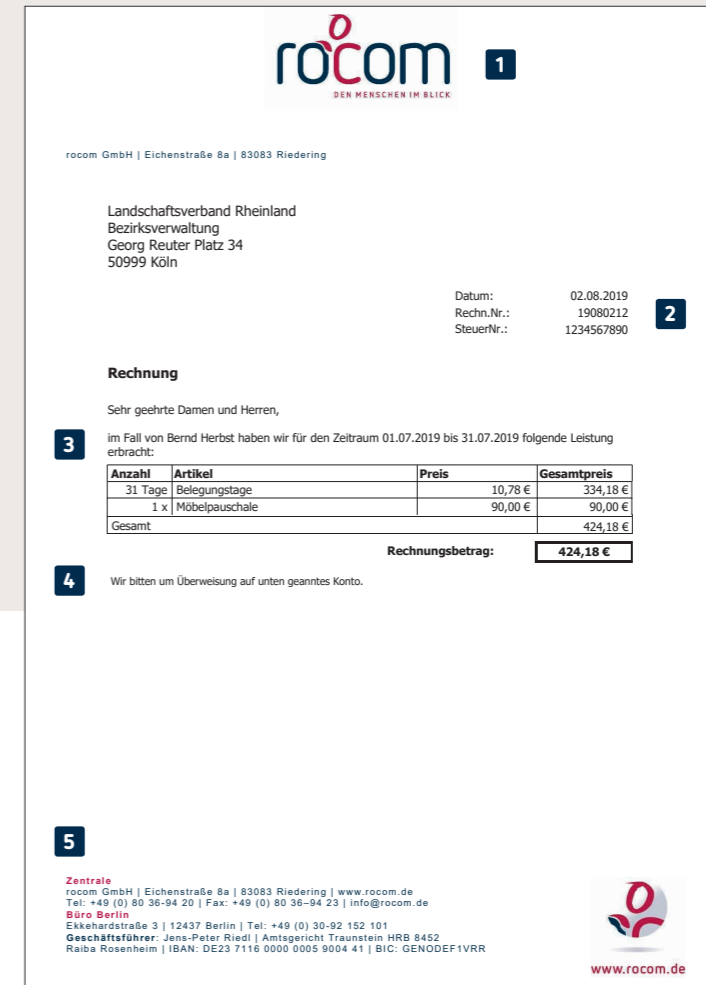 rocom
DEN MENSCHEN IM BLICK
1
rocom GmbH | Eichenstraße 8a | 83083 Riedering
Landschaftsverband Rheinland
Bezirksverwaltung
Georg Reuter Platz 34
50999 Köln
Datum: 02.08.2019
Rechn.Nr.: 19080212
2
SteuerNr.: 1234567890
Rechnung
Sehr geehrte Damen und Herren,
3
im Fall von Bernd Herbst haben wir für den Zeitraum 01.07.2019 bis 31.07.2019 folgende Leistung
erbracht:
Anzahl Artikel Preis Gesamtpreis
31 Tage Belegungstage 10,78 € 334,18 €
1 x Möbelpauschale 90,00 € 90,00 €
Gesamt 424,18 €
Rechnungsbetrag: 424,18 €
4
Wir bitten um Überweisung auf unten geanntes Konto.
5
Zentrale
rocom GmbH | Eichenstraße 8a | 83083 Riedering | www.rocom.de
Tel: +49 (0) 80 36-94 20 | Fax: +49 (0) 80 36–94 23 | info@rocom.de
Büro Berlin
Ekkehardstraße 3 | 12437 Berlin | Tel: +49 (0) 30-92 152 101
Geschäftsführer: Jens-Peter Riedl | Amtsgericht Traunstein HRB 8452
Raiba Rosenheim | IBAN: DE23 7116 0000 0005 9004 41 | BIC: GENODEF1VRR
www.rocom.de